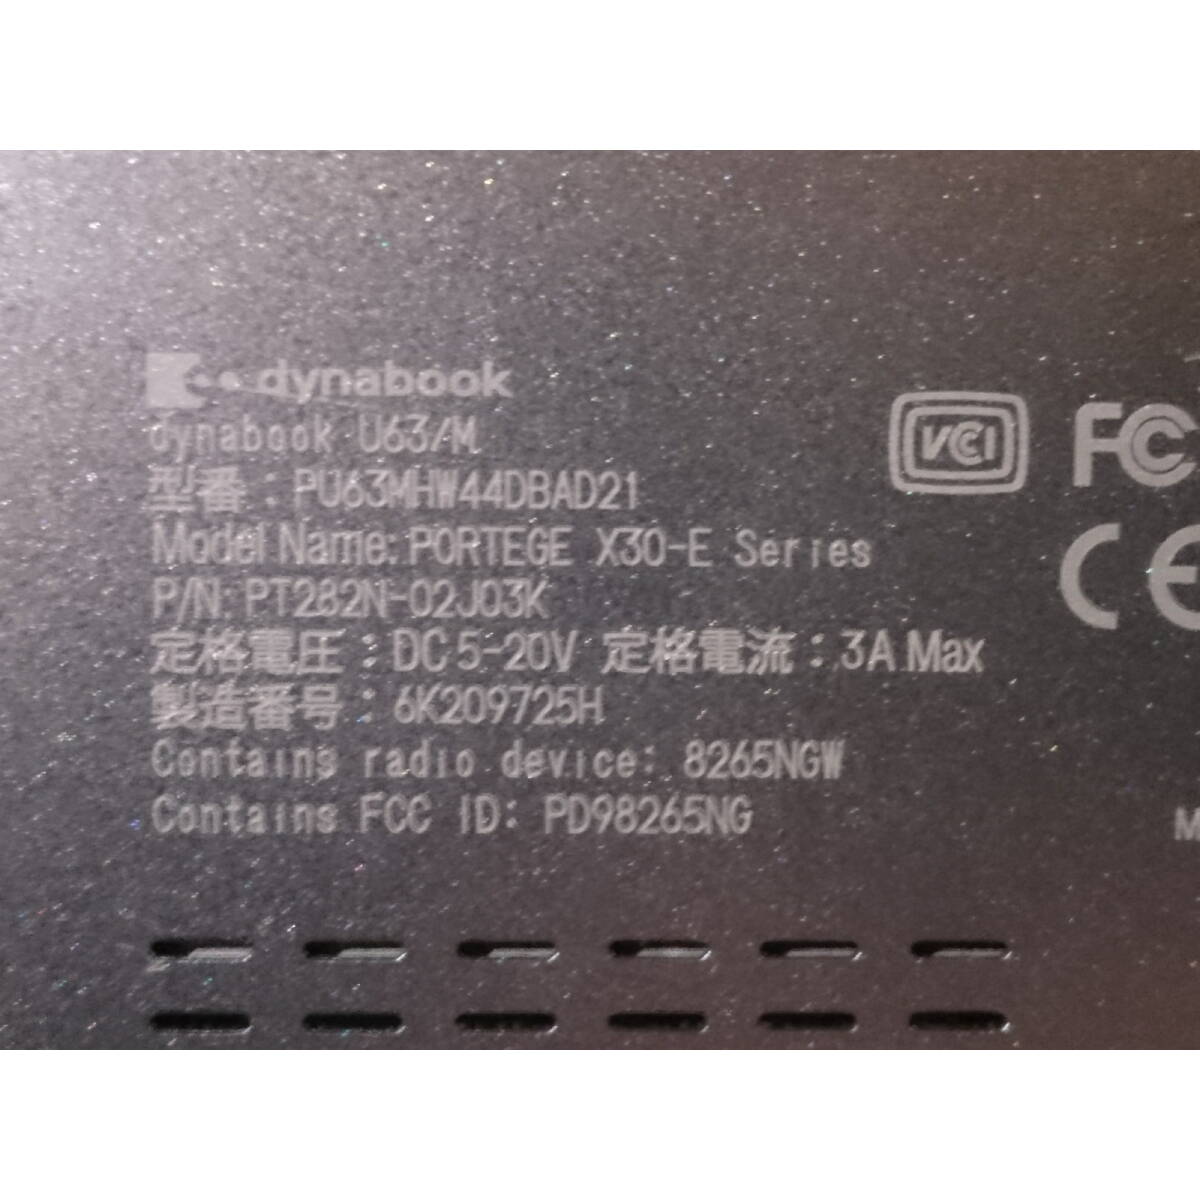 dynabook
dynabook U63/M
型番：PU63MHW44DBAD21
Model Name: PORTEGE X30-E Series
P/N: PT282N-02J03K
定格電圧：DC 5-20V 定格電流：3A Max
製造番号：6K209725H
Contains radio device: 8265NGW
Contains FCC ID: PD98265NG
VCCI
FC
CE
M